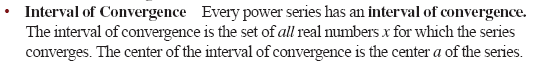 • Interval of Convergence Every power series has an interval of convergence.
The interval of convergence is the set of all real numbers x for which the series
converges. The center of the interval of convergence is the center a of the series.